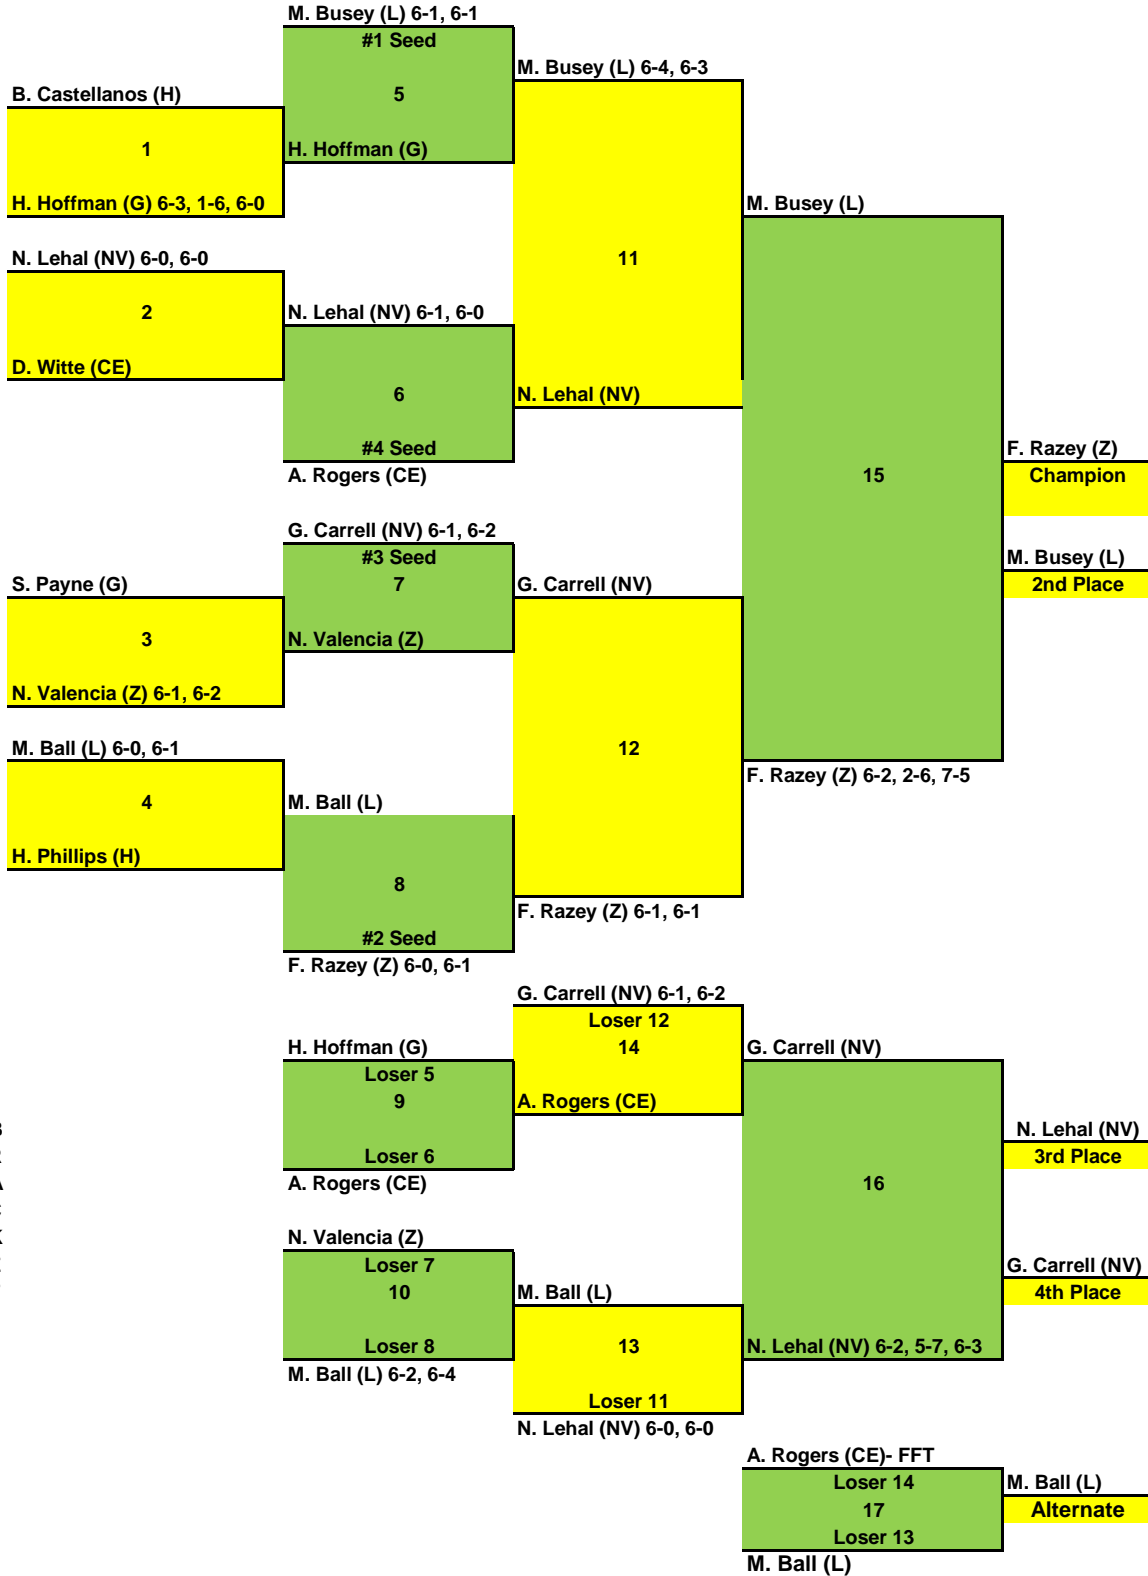 M. Busey (L) 6-1, 6-1
#1 Seed
M. Busey (L) 6-4, 6-3
B. Castellanos (H)
5
1
H. Hoffman (G)
H. Hoffman (G) 6-3, 1-6, 6-0
M. Busey (L)
N. Lehal (NV) 6-0, 6-0
11
2
N. Lehal (NV) 6-1, 6-0
D. Witte (CE)
6
N. Lehal (NV)
#4 Seed
F. Razey (Z)
A. Rogers (CE)
15
Champion
G. Carrell (NV) 6-1, 6-2
#3 Seed
M. Busey (L)
S. Payne (G)
7
G. Carrell (NV)
2nd Place
3
N. Valencia (Z)
N. Valencia (Z) 6-1, 6-2
M. Ball (L) 6-0, 6-1
12
F. Razey (Z) 6-2, 2-6, 7-5
4
M. Ball (L)
H. Phillips (H)
8
F. Razey (Z) 6-1, 6-1
#2 Seed
F. Razey (Z) 6-0, 6-1
G. Carrell (NV) 6-1, 6-2
Loser 12
H. Hoffman (G)
14
G. Carrell (NV)
Loser 5
9
A. Rogers (CE)
N. Lehal (NV)
Loser 6
3rd Place
A. Rogers (CE)
16
N. Valencia (Z)
Loser 7
G. Carrell (NV)
10
M. Ball (L)
4th Place
Loser 8
13
N. Lehal (NV) 6-2, 5-7, 6-3
M. Ball (L) 6-2, 6-4
Loser 11
N. Lehal (NV) 6-0, 6-0
A. Rogers (CE)- FFT
Loser 14
M. Ball (L)
17
Alternate
Loser 13
M. Ball (L)